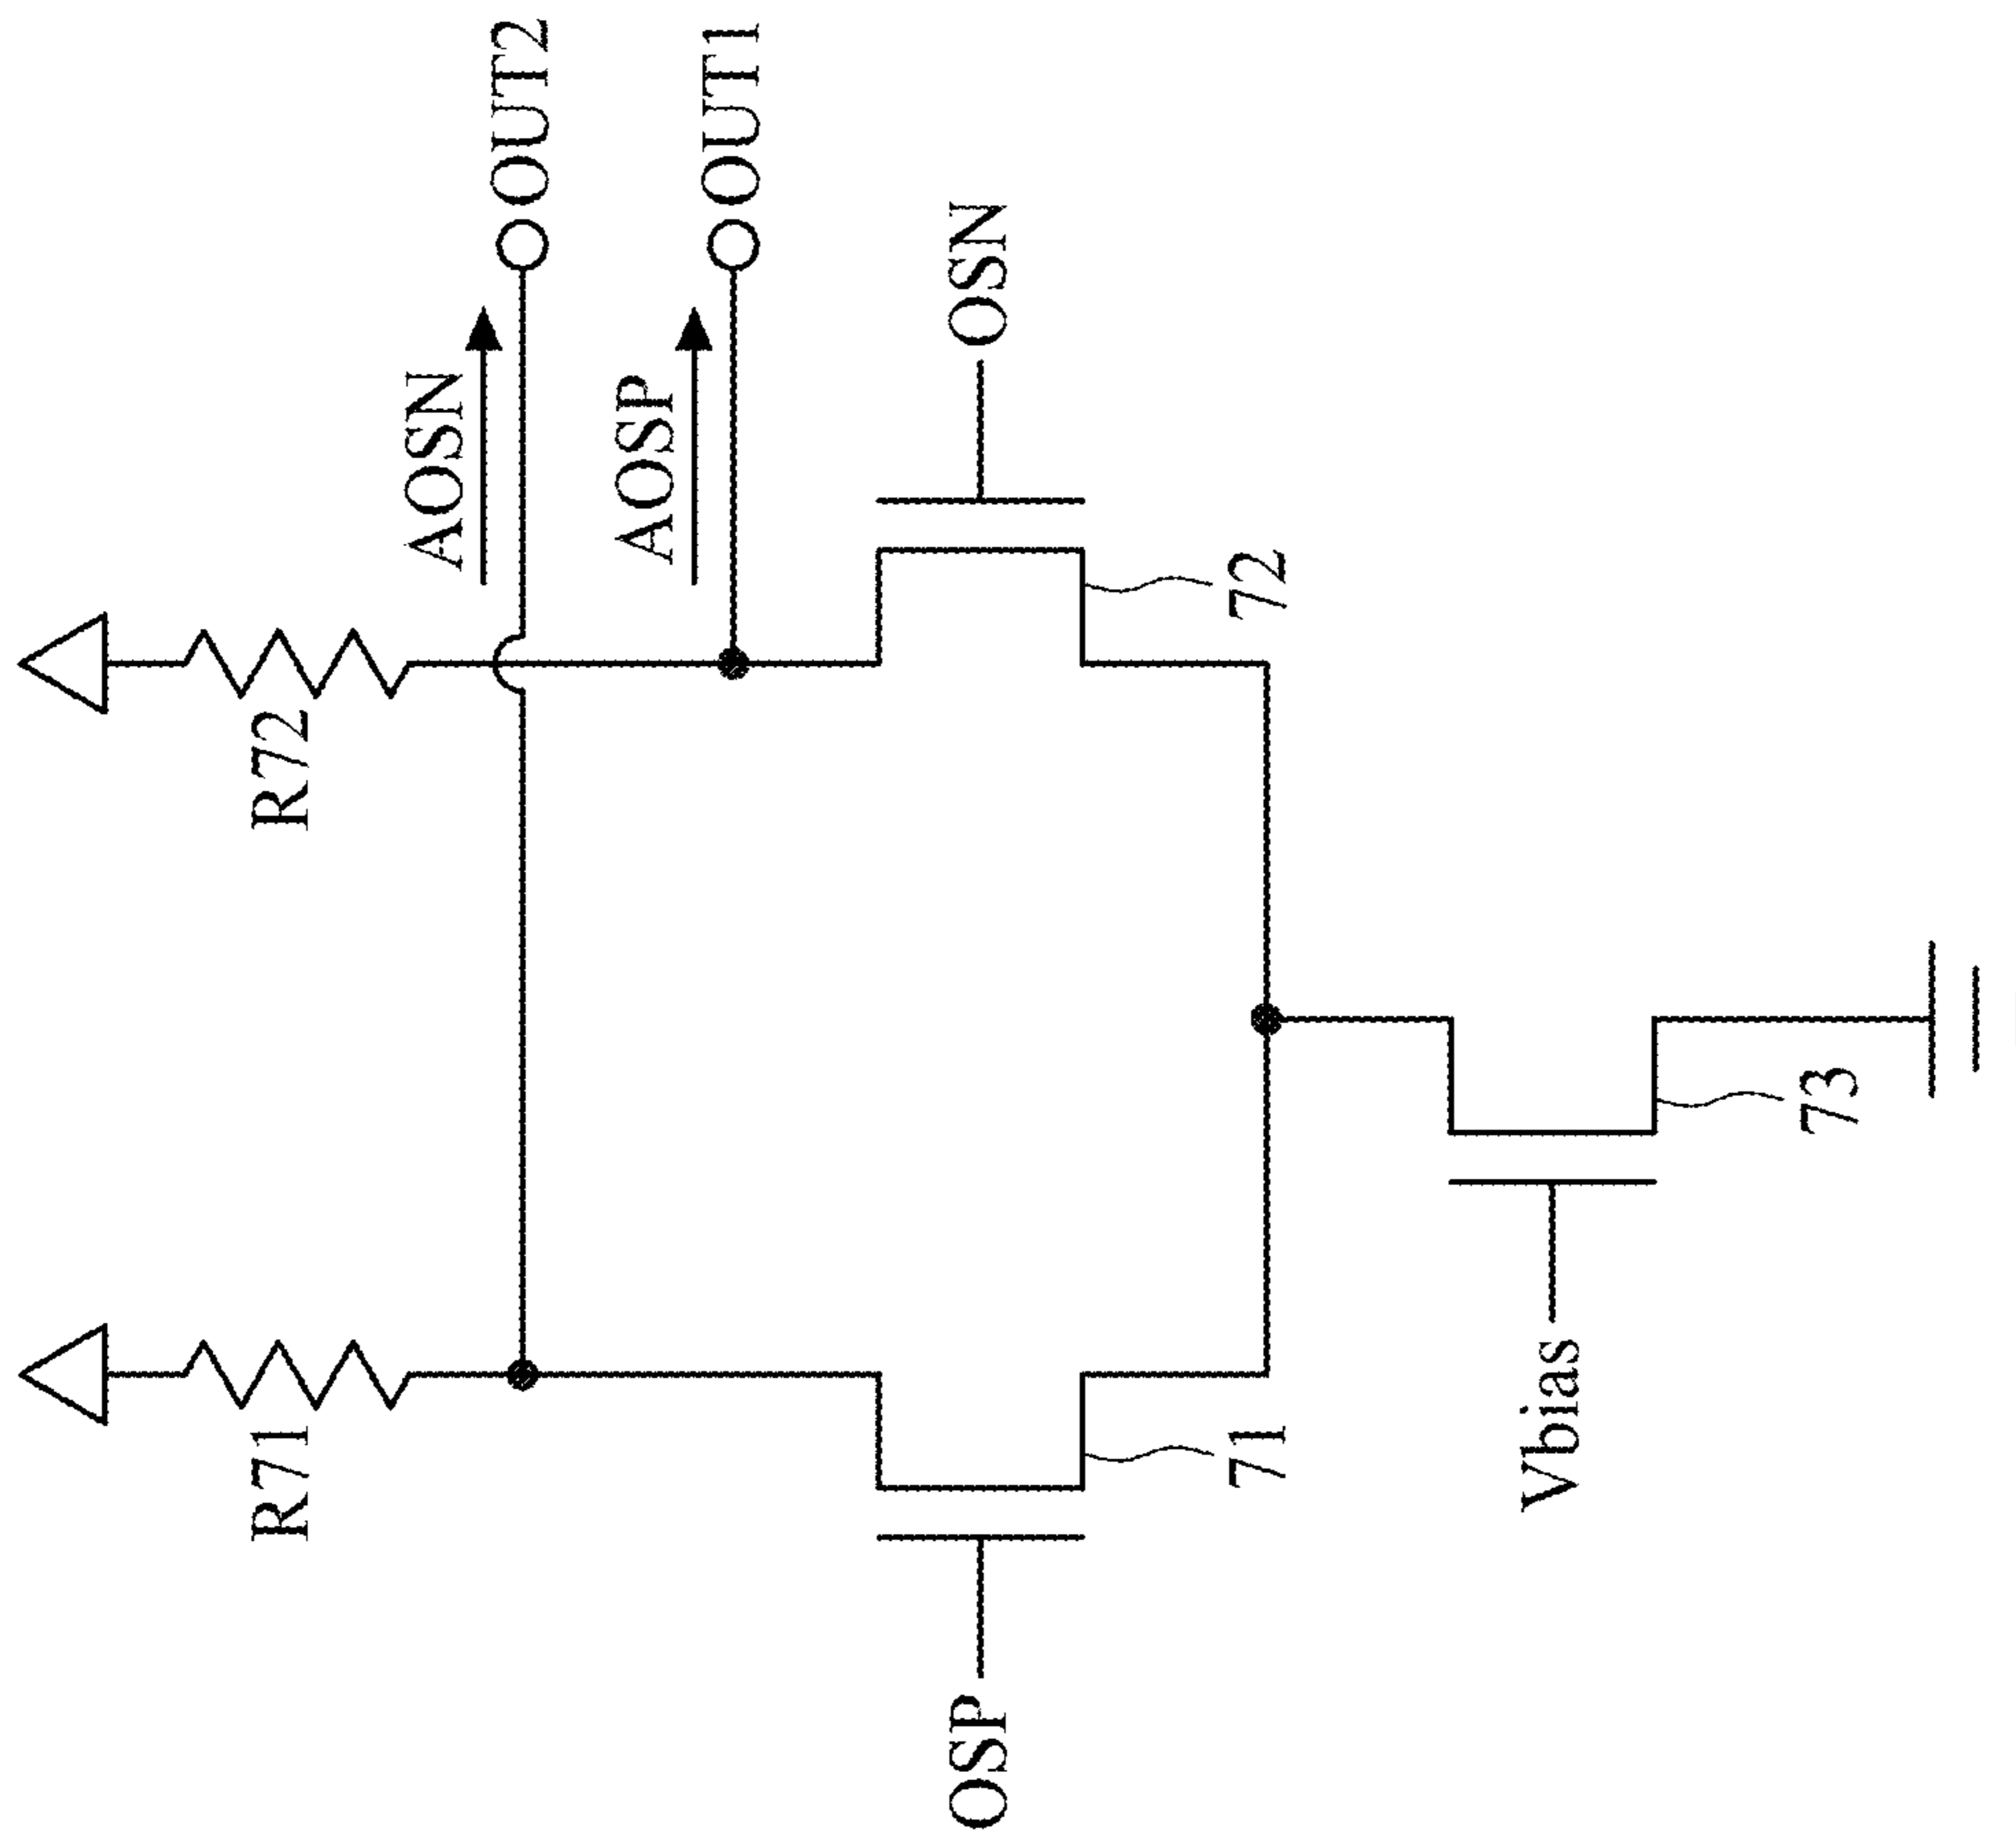 OUT2
OUT1
AOSN
AOSP
R72
OSN
72
R71
71
OSP
73
Vbias